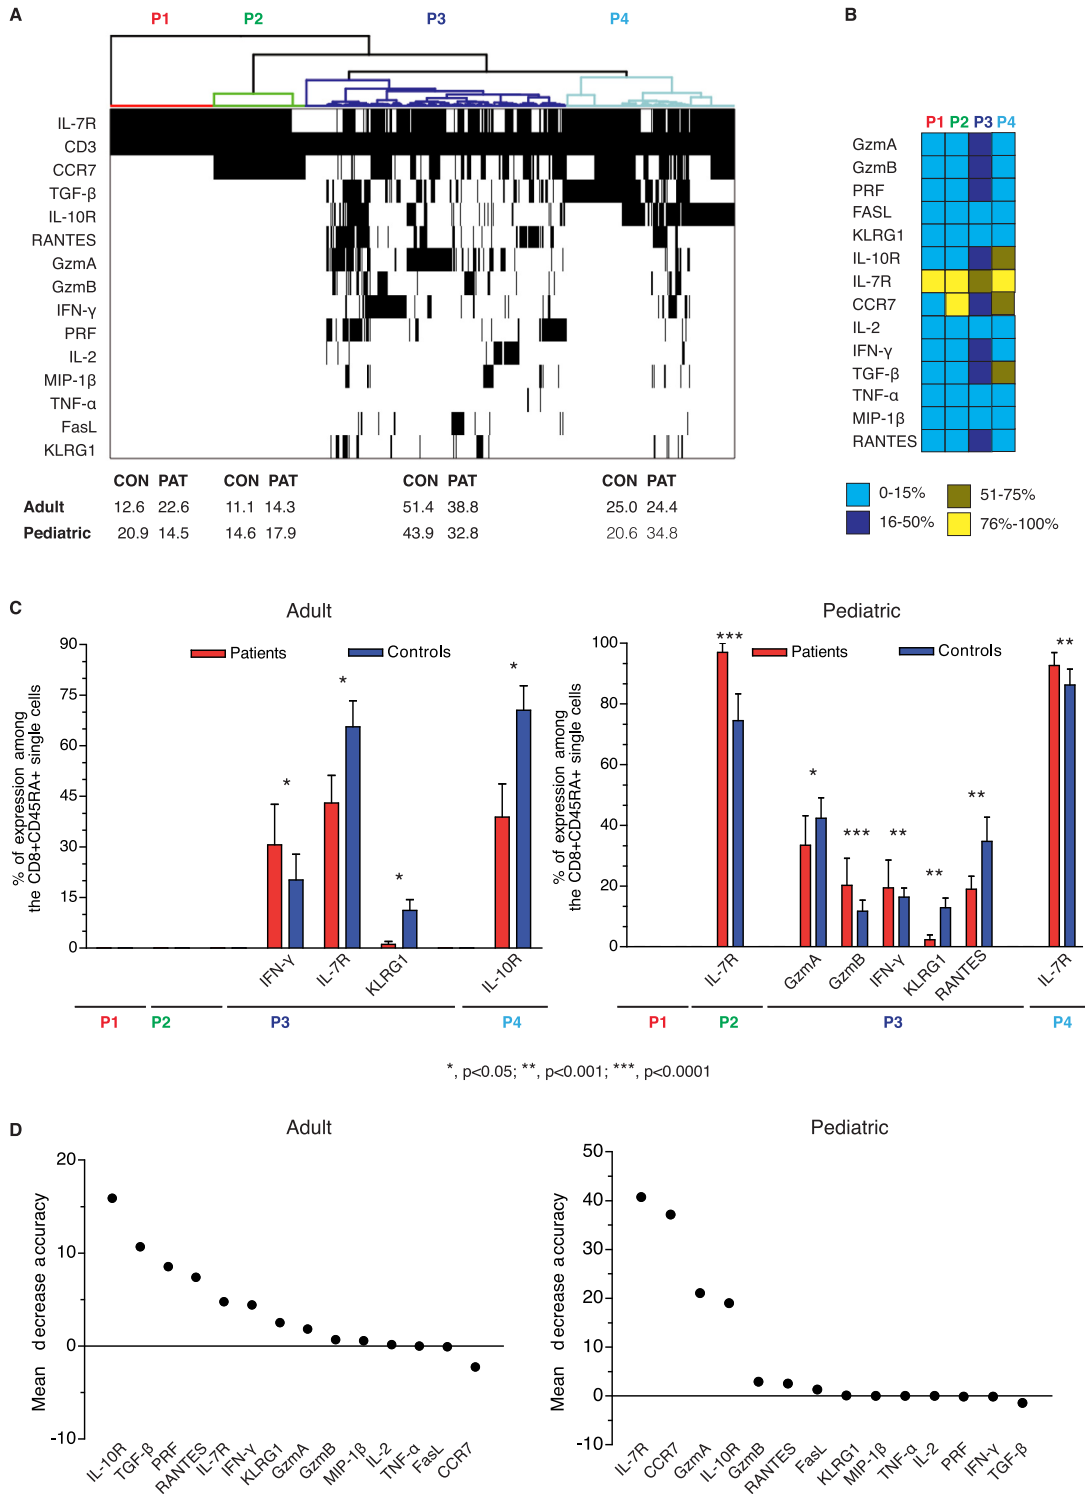 A
P1 P2 P3 P4
IL-7R
CD3
CCR7
TGF-β
IL-10R
RANTES
GzmA
GzmB
IFN-γ
PRF
IL-2
MIP-1β
TNF-α
FasL
KLRG1
CON PAT CON PAT CON PAT CON PAT
Adult 12.6 22.6 11.1 14.3 51.4 38.8 25.0 24.4
Pediatric 20.9 14.5 14.6 17.9 43.9 32.8 20.6 34.8
B
P1 P2 P3 P4
GzmA
GzmB
PRF
FASL
KLRG1
IL-10R
IL-7R
CCR7
IL-2
IFN-γ
TGF-β
TNF-α
MIP-1β
RANTES
0-15% 51-75%
16-50% 76%-100%
C
Adult
% of expression among
the CD8+CD45RA+ single cells
90
75
60
45
30
15
0
Patients Controls
* * * *
IFN-γ IL-7R KLRG1 IL-10R
P1 P2 P3 P4
Pediatric
% of expression among
the CD8+CD45RA+ single cells
100
80
60
40
20
0
Patients Controls
*** * *** ** ** ** **
IL-7R GzmA GzmB IFN-γ KLRG1 RANTES IL-7R
P1 P2 P3 P4
*, p<0.05; **, p<0.001; ***, p<0.0001
D
Adult
Mean decrease accuracy
20
10
0
-10
IL-10R TGF-β PRF RANTES IL-7R IFN-γ KLRG1 GzmA GzmB MIP-1β IL-2 TNF-α FasL CCR7
Pediatric
Mean decrease accuracy
50
40
30
20
10
0
-10
IL-7R CCR7 GzmA IL-10R GzmB RANTES FasL KLRG1 MIP-1β TNF-α IL-2 PRF IFN-γ TGF-β